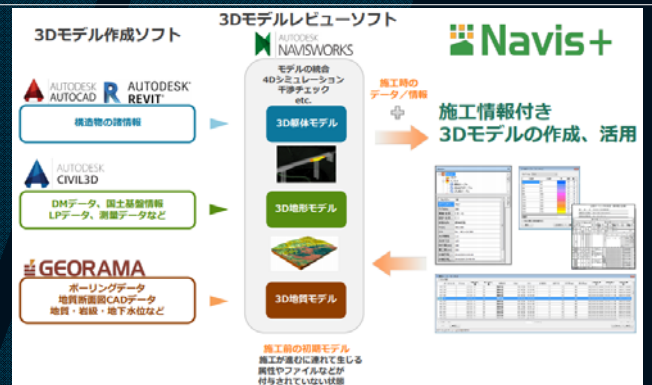 3Dモデル作成ソフト
3Dモデルレビューソフト
AUTODESK
NAVISWORKS
Navis+
AUTODESK
AUTOCAD
AUTODESK
REVIT
構造物の諸情報
AUTODESK
CIVIL3D
DMデータ、国土基盤情報
LPデータ、測量データなど
GEORAMA
ボーリングデータ
地質断面図CADデータ
地質・岩級・地下水位など
モデルの統合
4Dシミュレーション
干渉チェック
etc.
3D躯体モデル
3D地形モデル
3D地質モデル
施工前の初期モデル
施工が進むに連れて生じる
属性やファイルなどが
付与されていない状態
施工時の
データ／情報
施工情報付き
3Dモデルの作成、活用